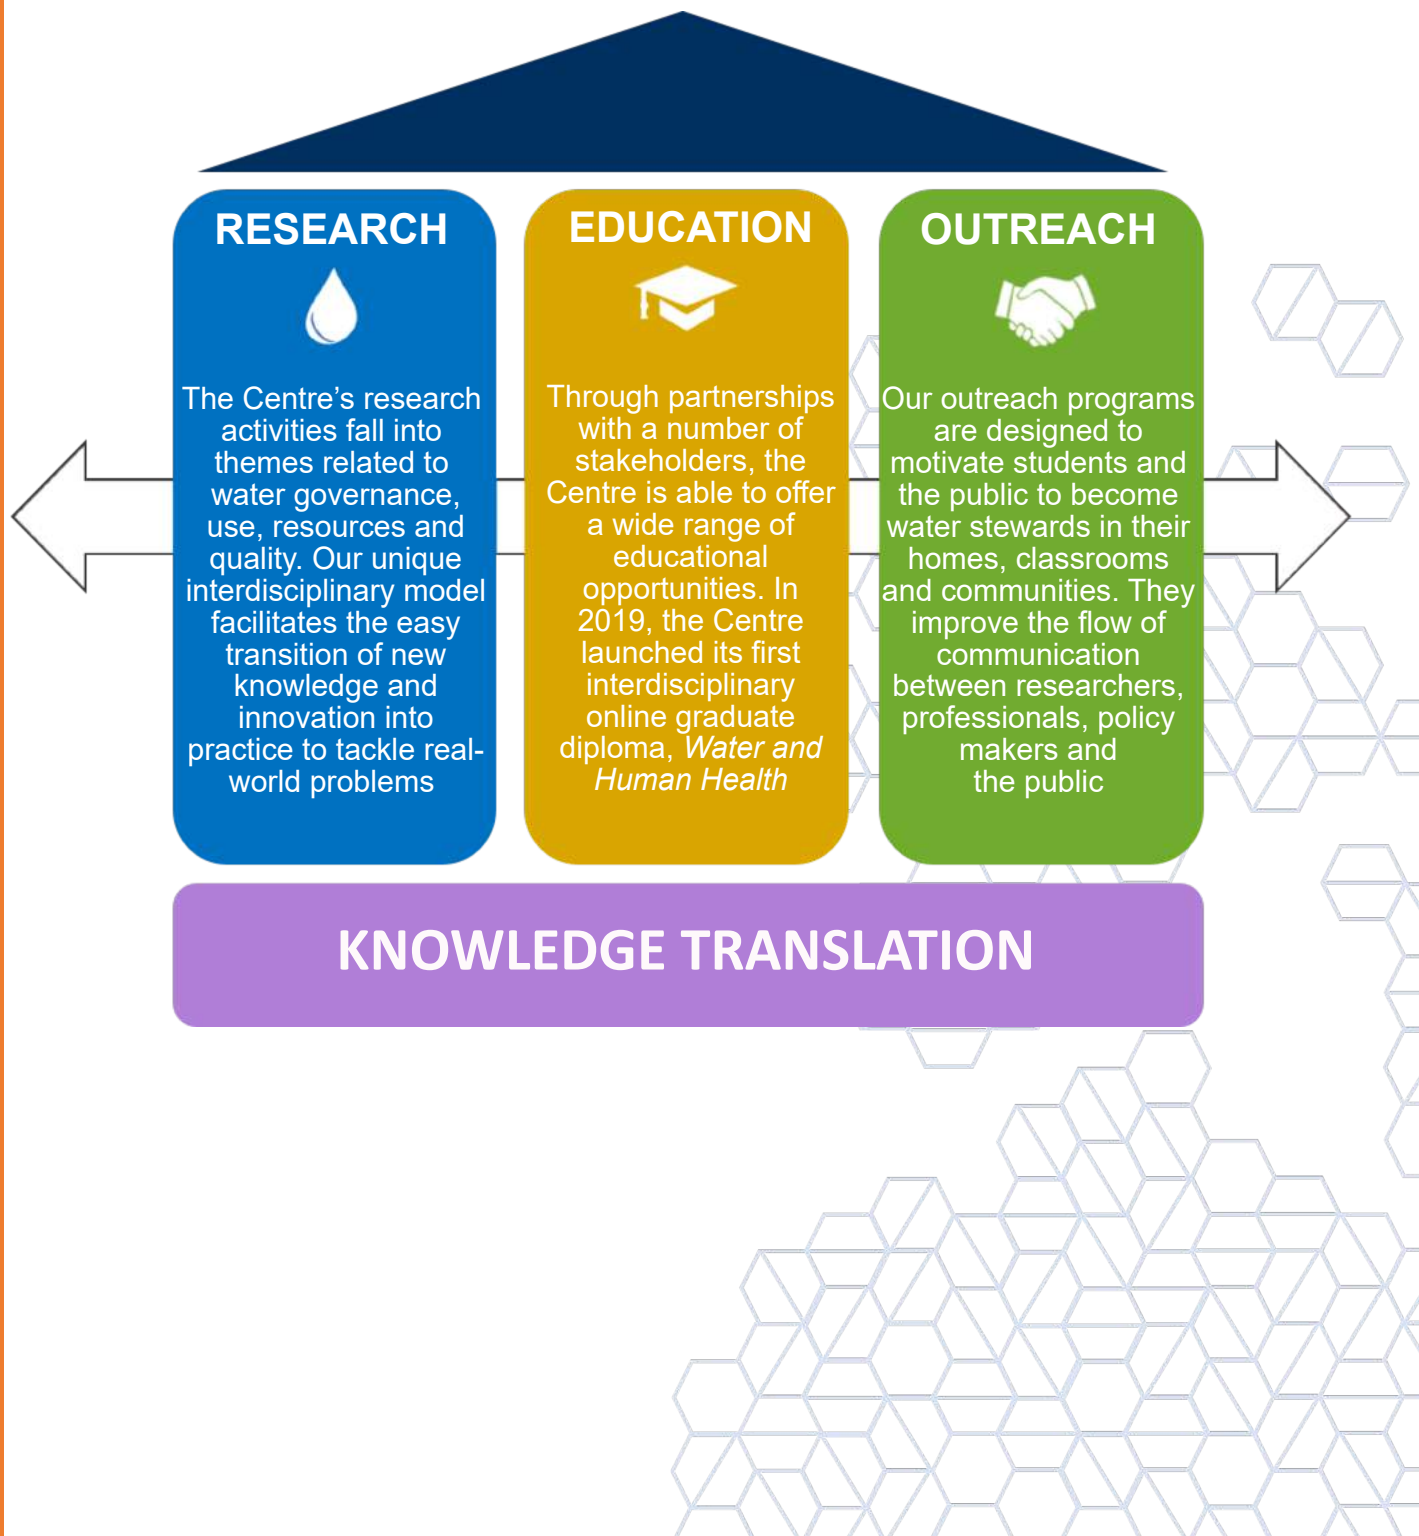 RESEARCH
The Centre’s research
activities fall into
themes related to
water governance,
use, resources and
quality. Our unique
interdisciplinary model
facilitates the easy
transition of new
knowledge and
innovation into
practice to tackle real-
world problems
EDUCATION
Through partnerships
with a number of
stakeholders, the
Centre is able to offer
a wide range of
educational
opportunities. In
2019, the Centre
launched its first
interdisciplinary
online graduate
diploma, Water and
Human Health
OUTREACH
Our outreach programs
are designed to
motivate students and
the public to become
water stewards in their
homes, classrooms
and communities. They
improve the flow of
communication
between researchers,
professionals, policy
makers and
the public
KNOWLEDGE TRANSLATION